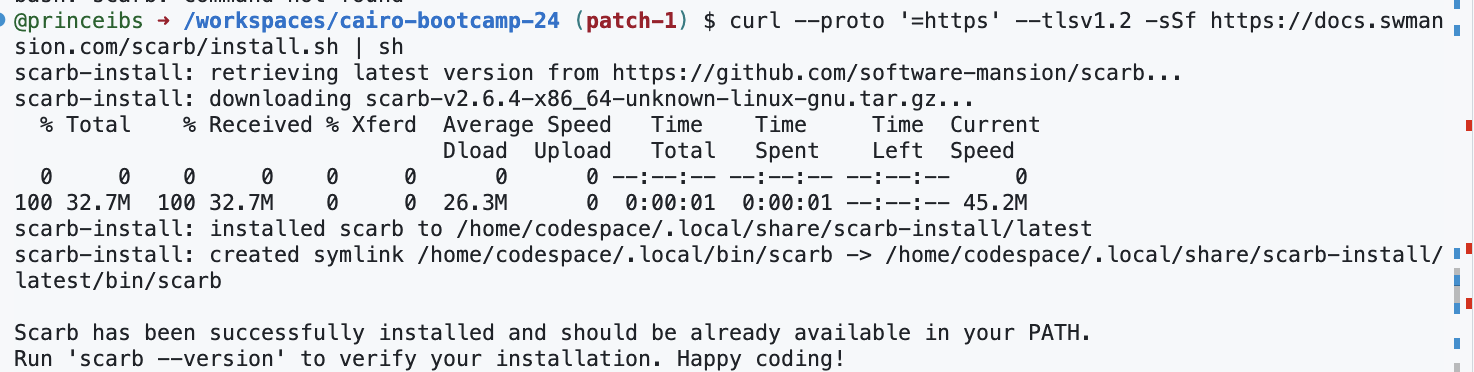 @princeibs → /workspaces/cairo-bootcamp-24 (patch-1) $ curl --proto '=https' --tlsv1.2 -sSf https://docs.swman
sion.com/scarb/install.sh | sh
scarb-install: retrieving latest version from https://github.com/software-mansion/scarb...
scarb-install: downloading scarb-v2.6.4-x86_64-unknown-linux-gnu.tar.gz...
  % Total    % Received % Xferd  Average Speed   Time    Time     Time  Current
                                 Dload  Upload   Total   Spent    Left  Speed
  0     0    0     0    0     0      0      0 --:--:-- --:--:-- --:--:--     0
100 32.7M  100 32.7M    0     0  26.3M      0  0:00:01  0:00:01 --:--:-- 45.2M
scarb-install: installed scarb to /home/codespace/.local/share/scarb-install/latest
scarb-install: created symlink /home/codespace/.local/bin/scarb -> /home/codespace/.local/share/scarb-install/
latest/bin/scarb
Scarb has been successfully installed and should be already available in your PATH.
Run 'scarb --version' to verify your installation. Happy coding!